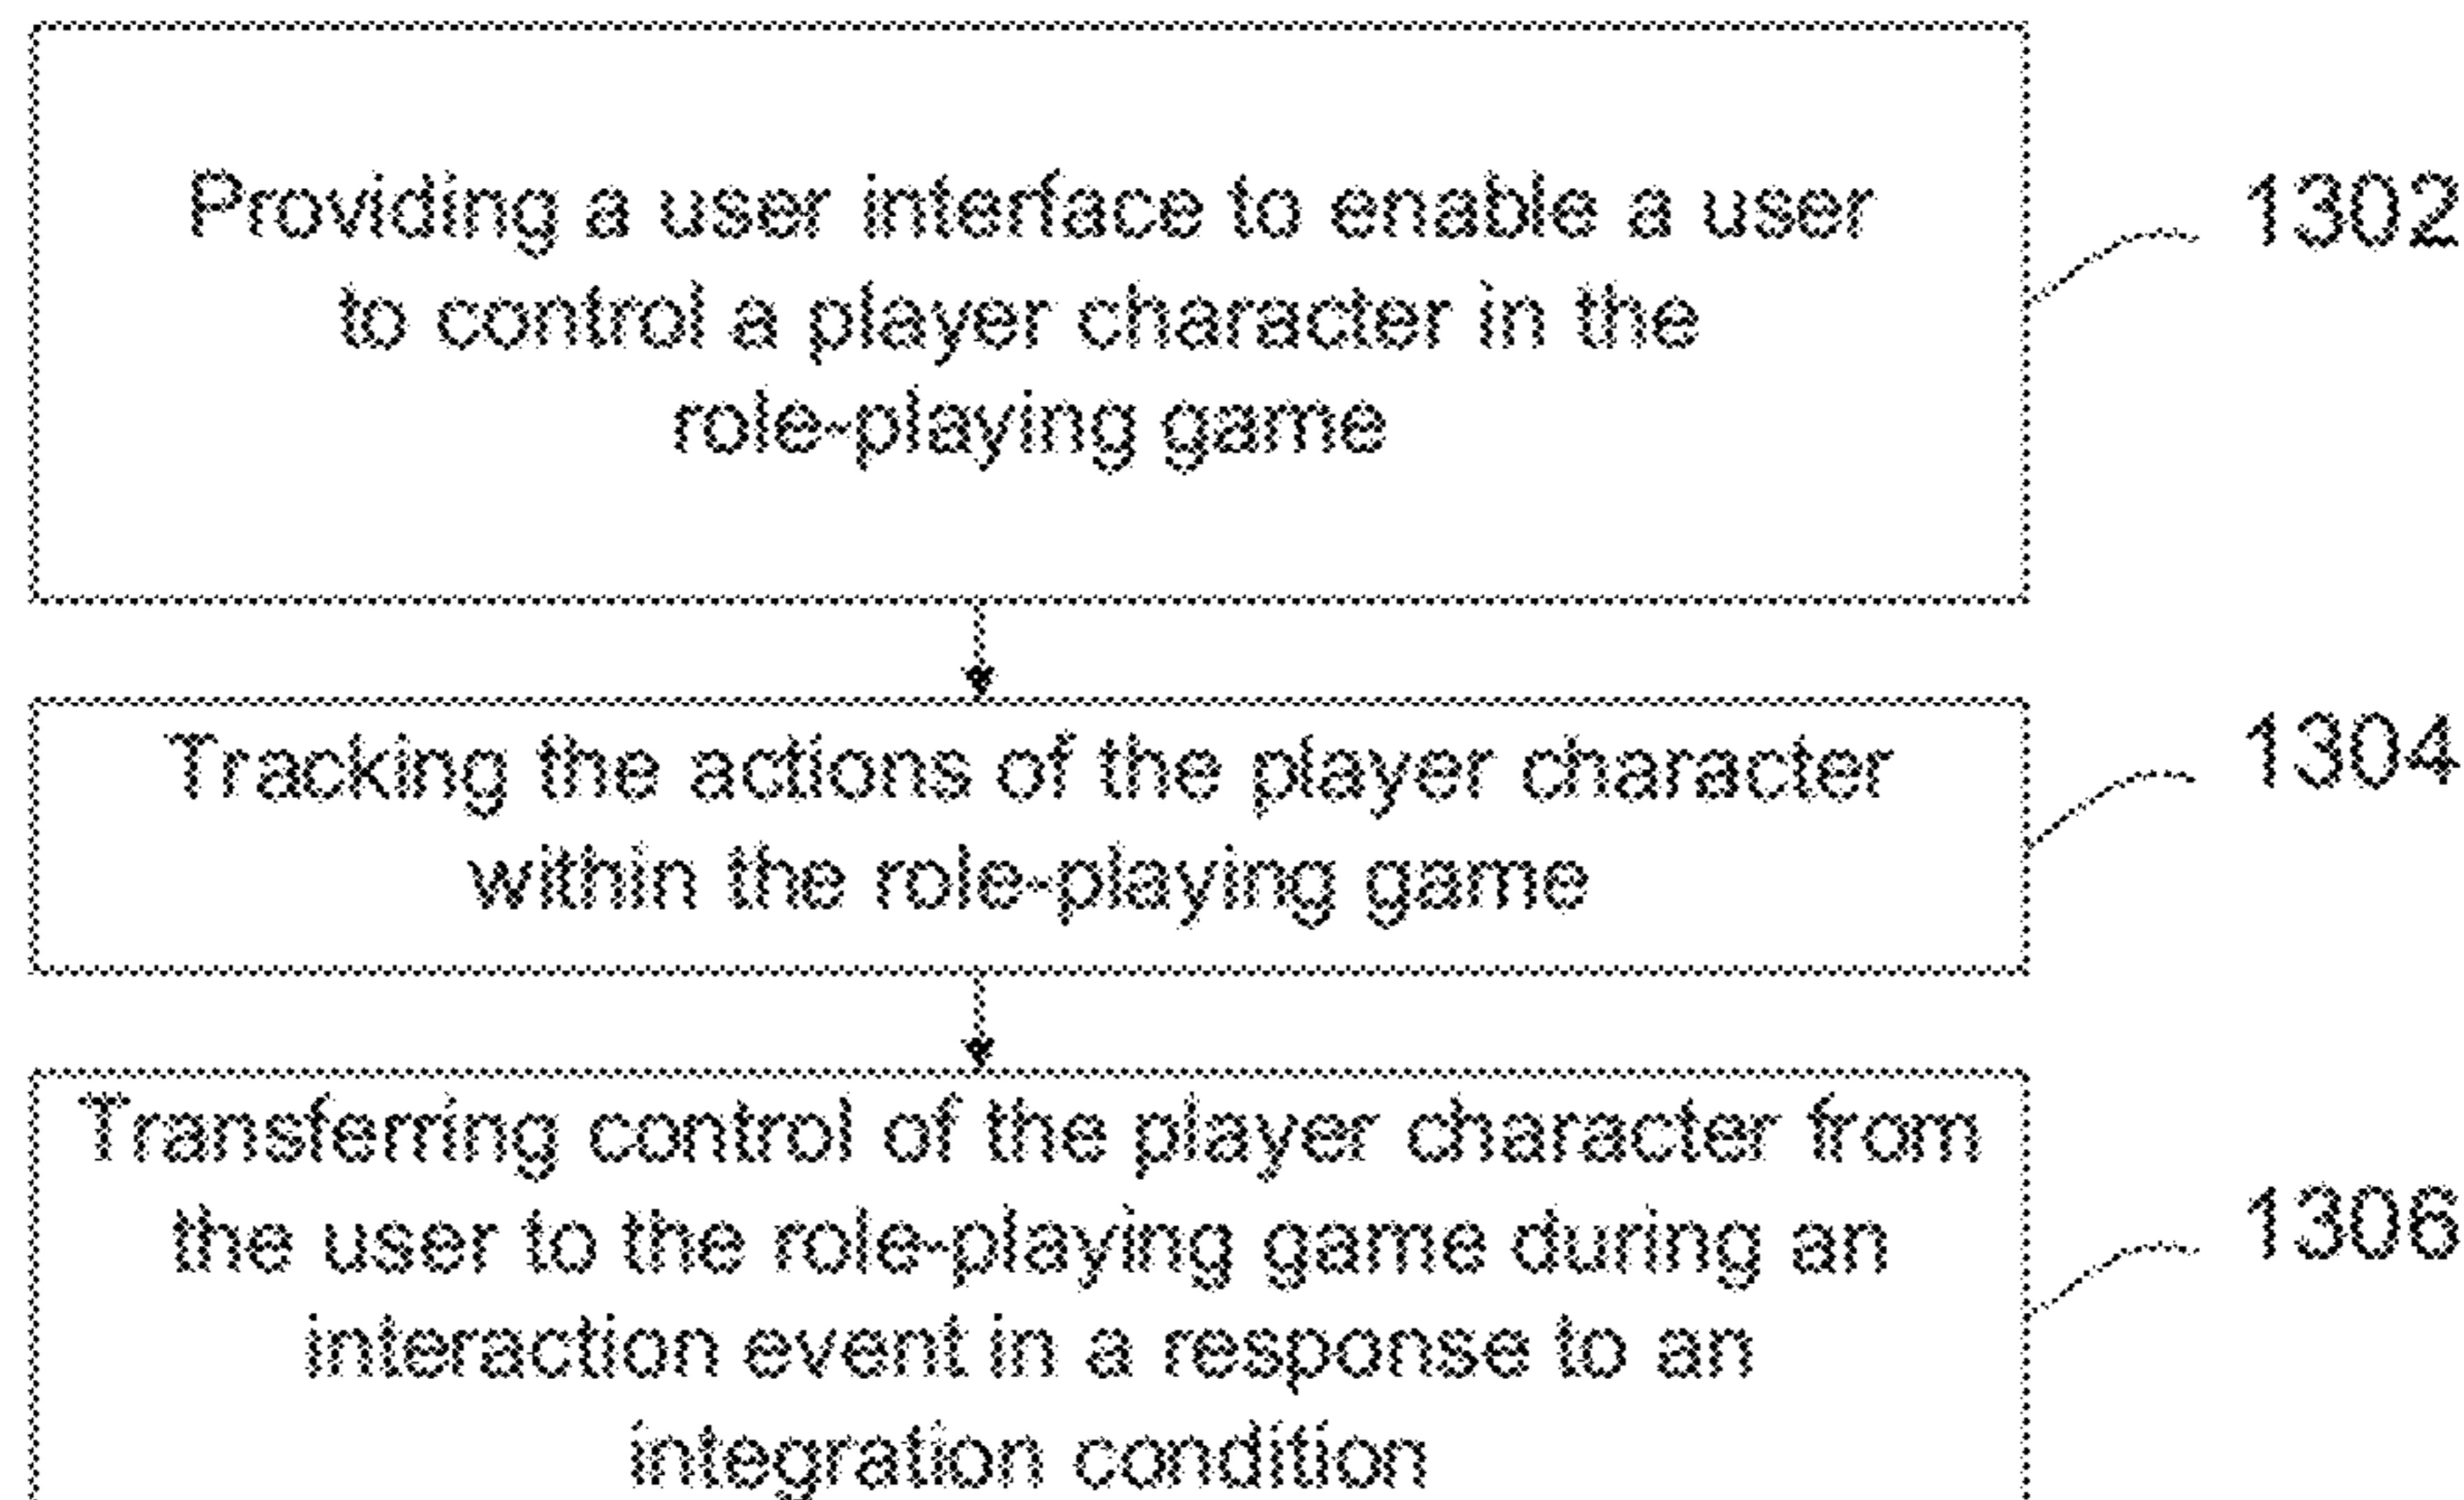 Providing a user interface to enable a user
1302
to control a player character in the
role-playing game
Tracking the actions of the player character
1304
within the role-playing game
Transferring control of the player character from
the user to the role-playing game during an
1306
interaction event in a response to an
integration condition